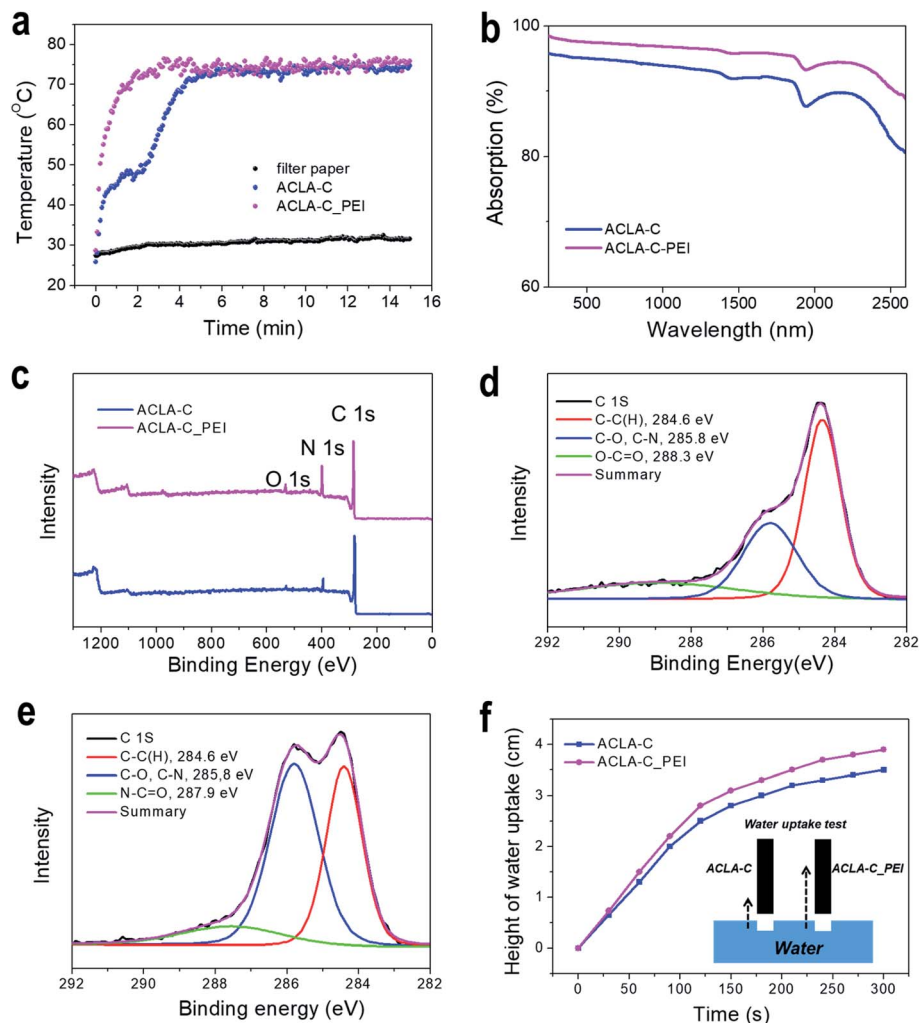 a
80
70
60
50
40
30
20
Temperature (°C)
filter paper
ACLA-C
ACLA-C_PEI
-2 0 2 4 6 8 10 12 14 16
Time (min)
b
100
80
60
Absorption (%)
ACLA-C
ACLA-C-PEI
500 1000 1500 2000 2500
Wavelength (nm)
c
ACLA-C
ACLA-C_PEI
C 1s
N 1s
O 1s
Intensity
1200 1000 800 600 400 200 0
Binding Energy (eV)
d
C 1S
C-C(H), 284.6 eV
C-O, C-N, 285.8 eV
O-C=O, 288.3 eV
Summary
Intensity
292 290 288 286 284 282
Binding Energy(eV)
e
C 1S
C-C(H), 284.6 eV
C-O, C-N, 285,8 eV
N-C=O, 287.9 eV
Summary
Intensity
292 290 288 286 284 282
Binding energy (eV)
f
ACLA-C
ACLA-C_PEI
4
3
2
1
0
Height of water uptake (cm)
Water uptake test
ACLA-C
ACLA-C_PEI
Water
0 50 100 150 200 250 300
Time (s)